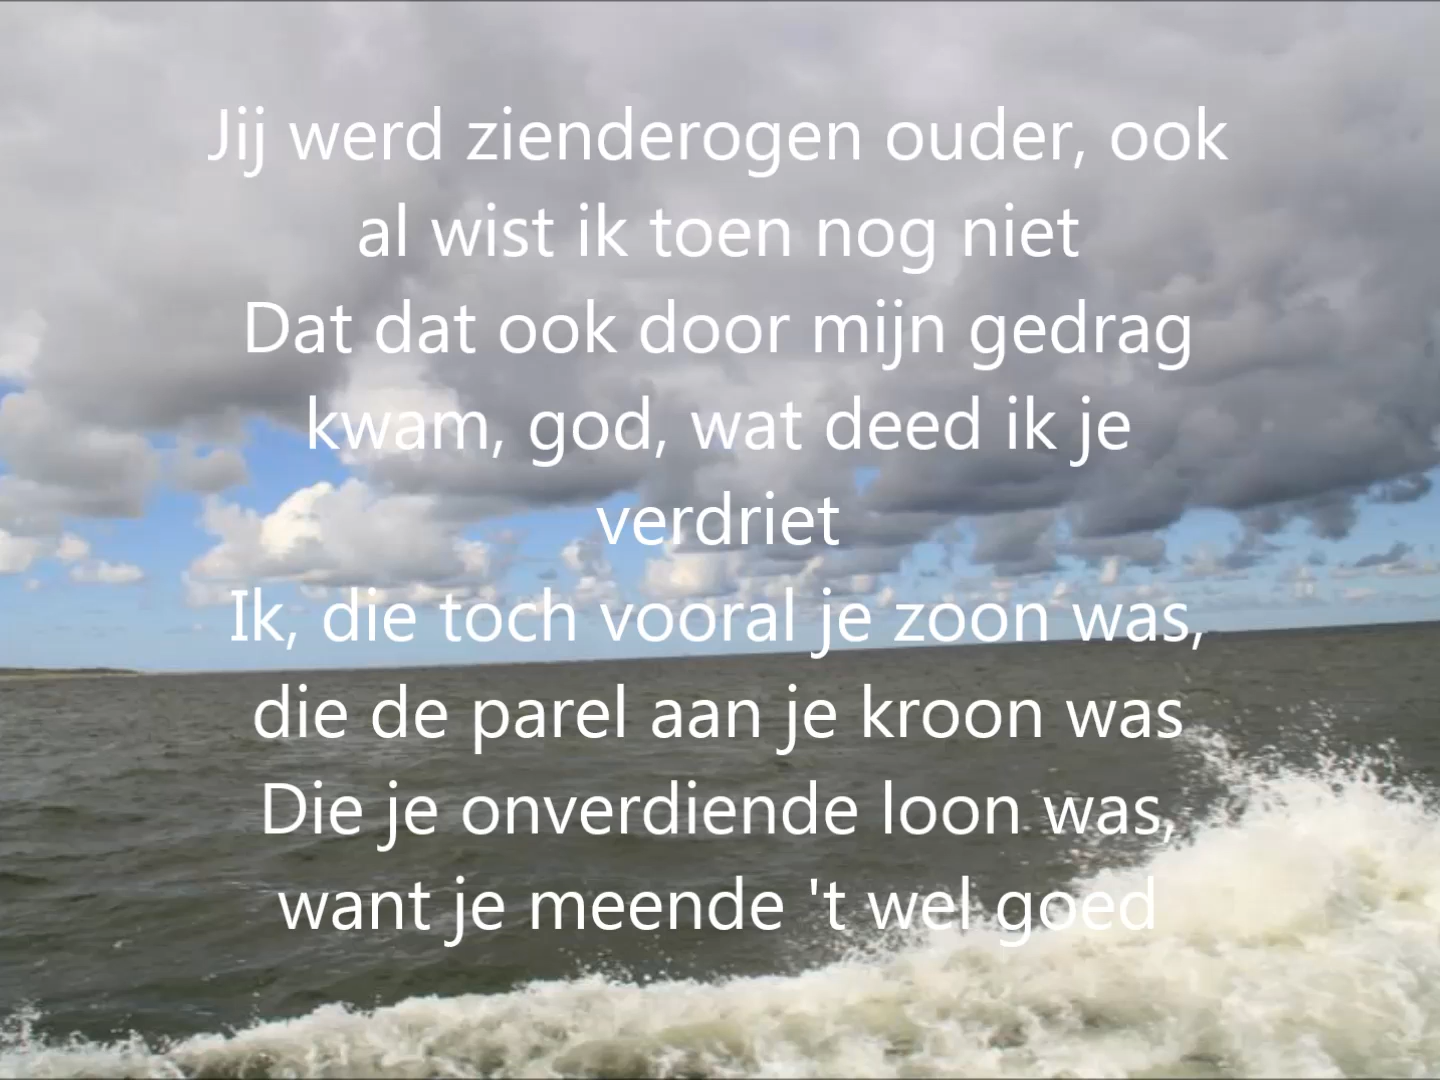 Jij werd zienderogen ouder, ook
al wist ik toen nog niet
Dat dat ook door mijn gedrag
kwam, god, wat deed ik je
verdriet
Ik, die toch vooral je zoon was,
die de parel aan je kroon was
Die je onverdiende loon was,
want je meende 't wel goed